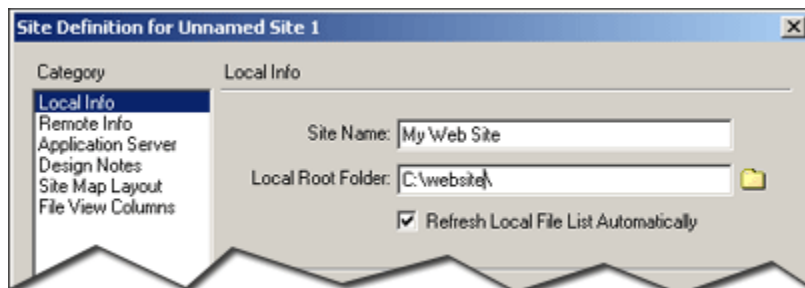 Site Definition for Unnamed Site 1
Category
Local Info
Local Info
Remote Info
Application Server
Design Notes
Site Map Layout
File View Columns
Site Name: My Web Site
Local Root Folder: C:\website\
Refresh Local File List Automatically